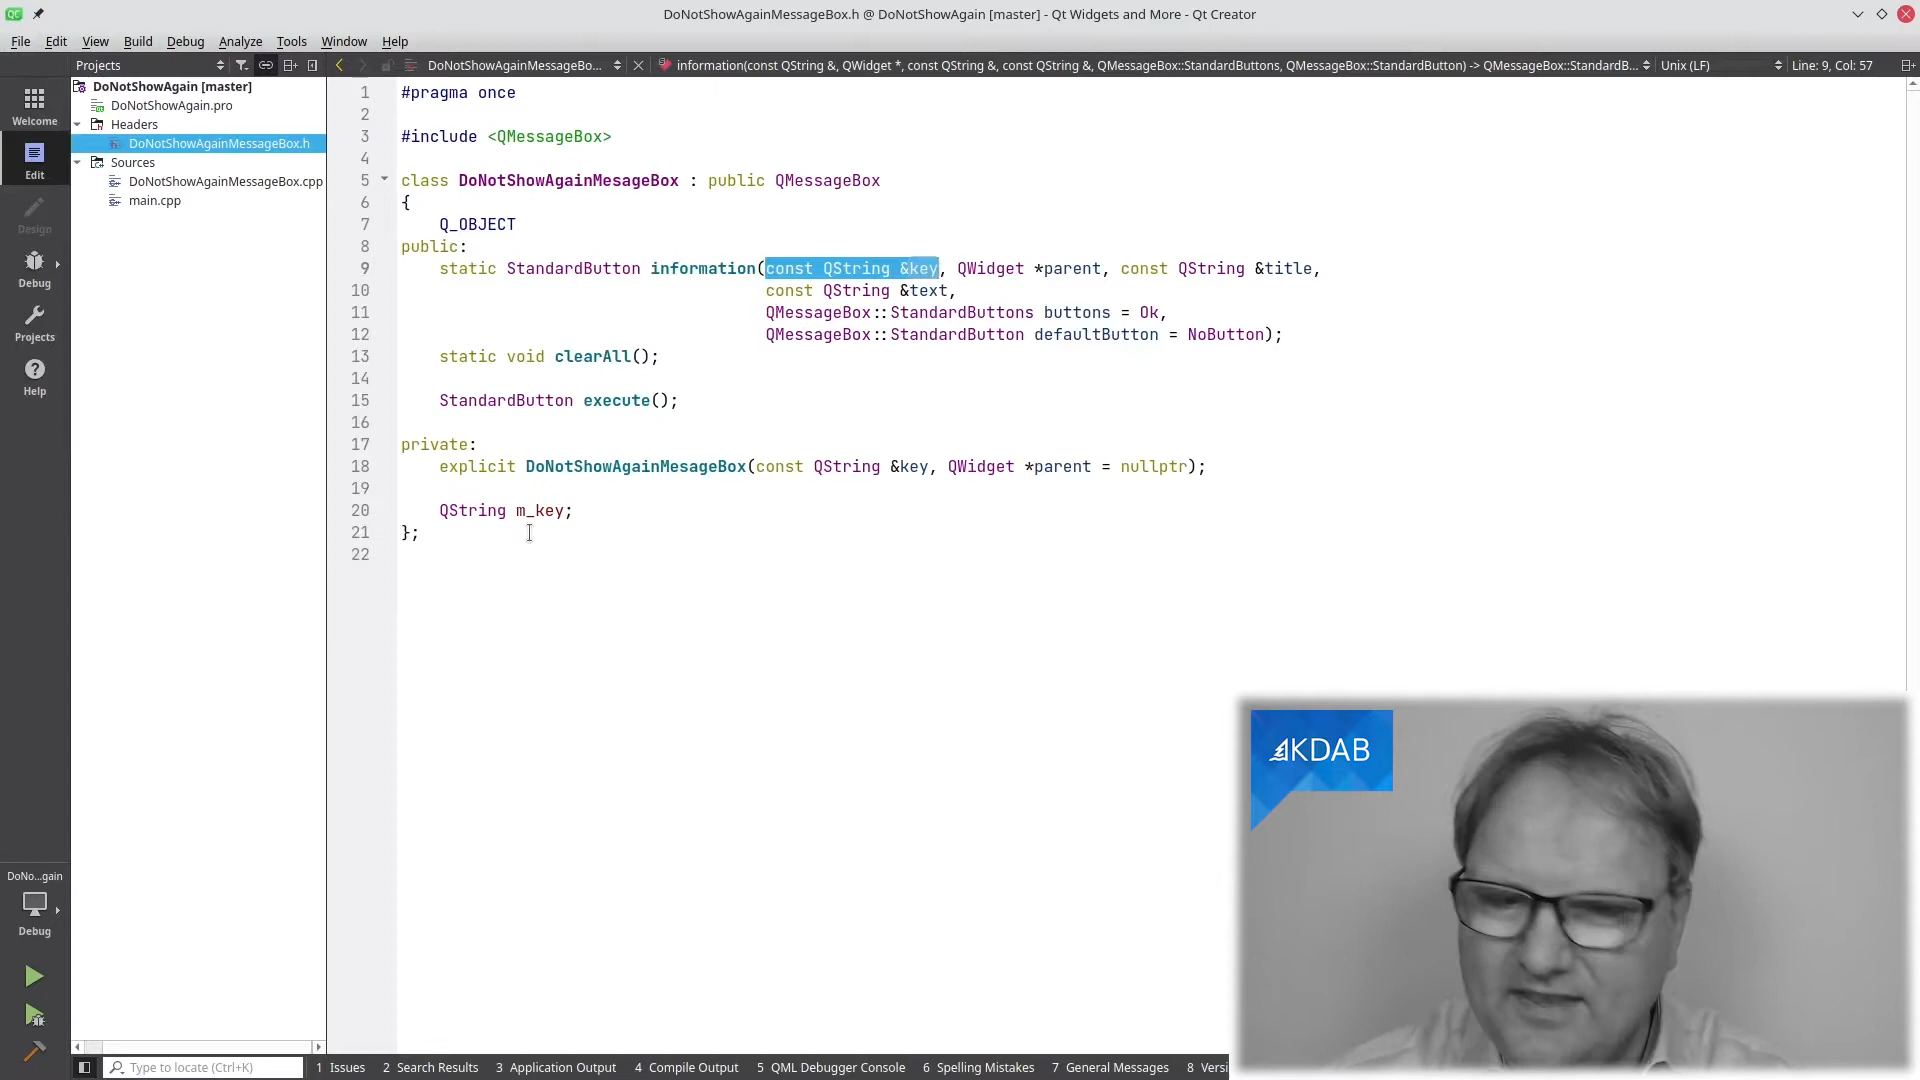 DoNotShowAgainMessageBox.h @ DoNotShowAgain [master] - Qt Widgets and More - Qt Creator
File Edit View Build Debug Analyze Tools Window Help
Projects
DoNotShowAgainMessageBo...
information(const QString &, QWidget *, const QString &, const QString &, QMessageBox::StandardButtons, QMessageBox::StandardButton) -> QMessageBox::StandardB...
Unix (LF)
Line: 9, Col: 57
Welcome
Edit
Design
Debug
Projects
Help
DoNo...gain
Debug
DoNotShowAgain [master]
DoNotShowAgain.pro
Headers
DoNotShowAgainMessageBox.h
Sources
DoNotShowAgainMessageBox.cpp
main.cpp
1 #pragma once
2
3 #include <QMessageBox>
4
5 class DoNotShowAgainMesageBox : public QMessageBox
6 {
7 Q_OBJECT
8 public:
9 static StandardButton information(const QString &key, QWidget *parent, const QString &title,
10 const QString &text,
11 QMessageBox::StandardButtons buttons = Ok,
12 QMessageBox::StandardButton defaultButton = NoButton);
13 static void clearAll();
14
15 StandardButton execute();
16
17 private:
18 explicit DoNotShowAgainMesageBox(const QString &key, QWidget *parent = nullptr);
19
20 QString m_key;
21 };
22
KDAB
Type to locate (Ctrl+K)
1 Issues 2 Search Results 3 Application Output 4 Compile Output 5 QML Debugger Console 6 Spelling Mistakes 7 General Messages 8 Versi